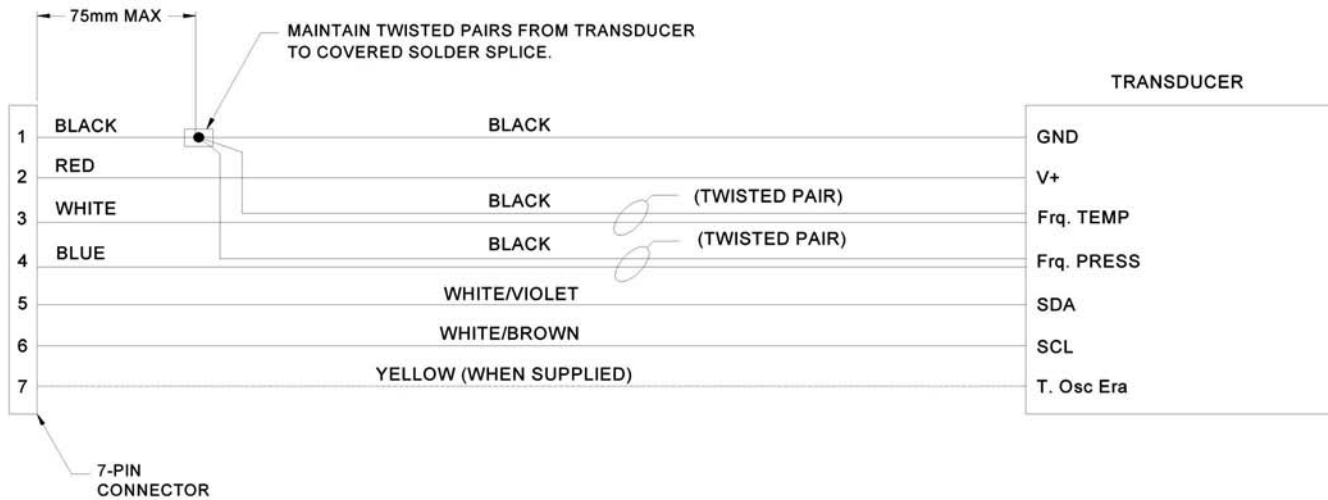 75mm MAX
MAINTAIN TWISTED PAIRS FROM TRANSDUCER
TO COVERED SOLDER SPLICE.
TRANSDUCER
1 BLACK BLACK GND
2 RED V+
BLACK (TWISTED PAIR)
3 WHITE Frq. TEMP
BLACK (TWISTED PAIR)
4 BLUE Frq. PRESS
WHITE/VIOLET
5 SDA
WHITE/BROWN
6 SCL
YELLOW (WHEN SUPPLIED)
7 T. Osc Era
7-PIN
CONNECTOR